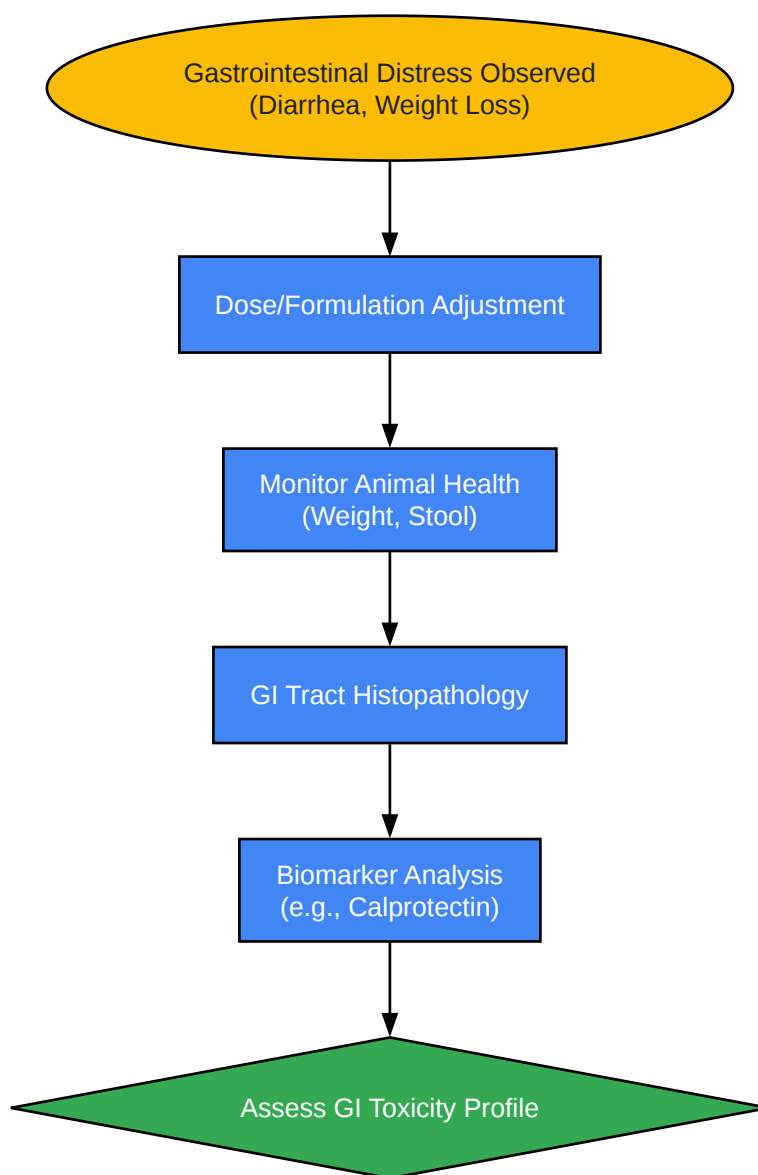 Gastrointestinal Distress Observed
(Diarrhea, Weight Loss)
Dose/Formulation Adjustment
Monitor Animal Health
(Weight, Stool)
GI Tract Histopathology
Biomarker Analysis
(e.g., Calprotectin)
Assess GI Toxicity Profile